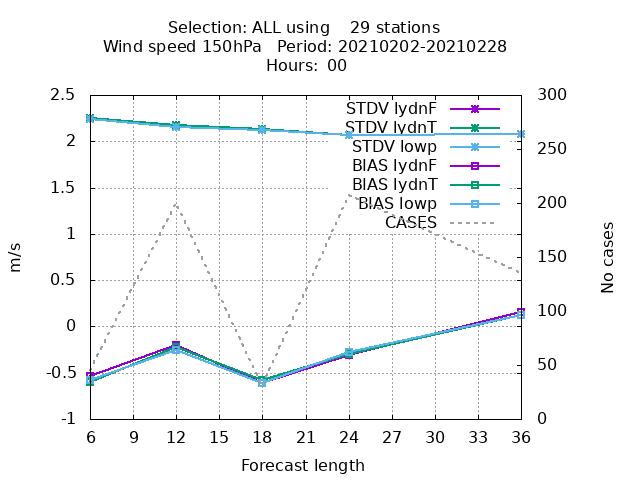 Selection: ALL using    29 stations
Wind speed 150hPa   Period: 20210202-20210228
Hours: 00
STDV lydnF
STDV lydnT
STDV lowp
BIAS lydnF
BIAS lydnT
BIAS lowp
CASES
2.5
2
1.5
1
0.5
0
-0.5
-1
m/s
300
250
200
150
100
50
0
No cases
6 9 12 15 18 21 24 27 30 33 36
Forecast length